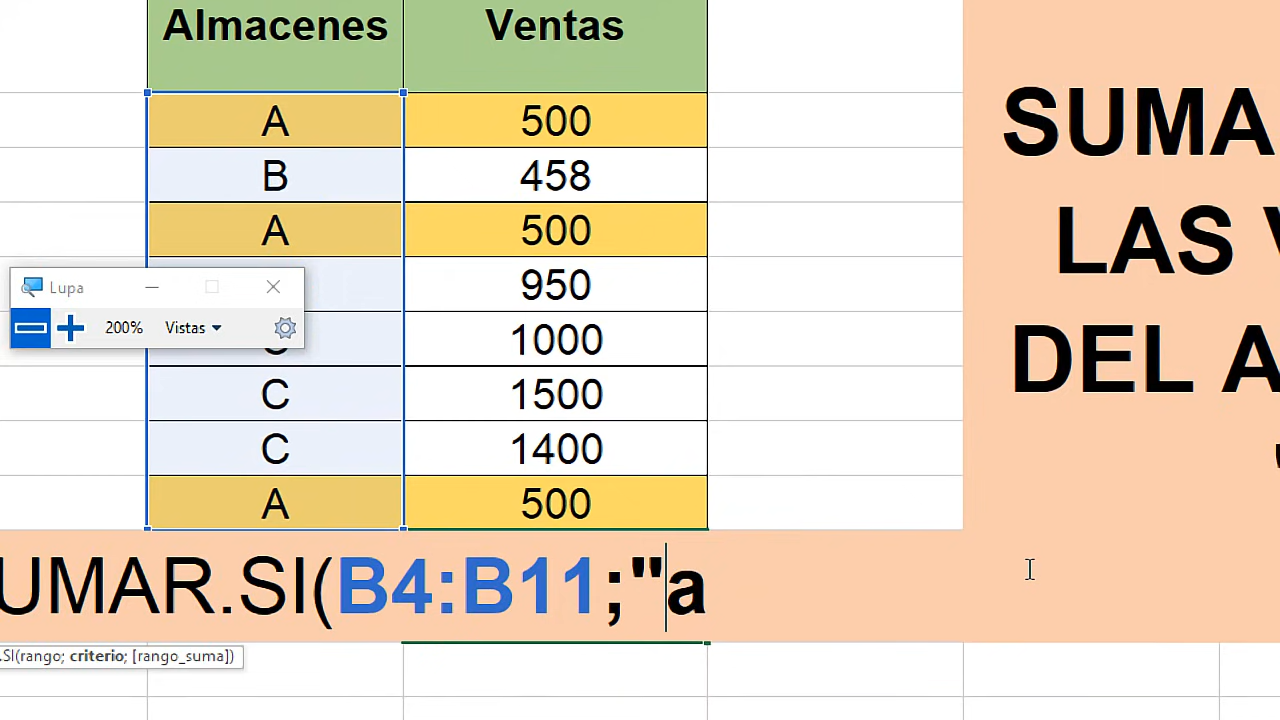 Almacenes Ventas
A 500
B 458
A 500
950
1000
C 1500
C 1400
A 500
Lupa
200% Vistas
SUMA
LAS
DEL A
UMAR.SI(B4:B11;"a
.SI(rango; criterio; [rango_suma])